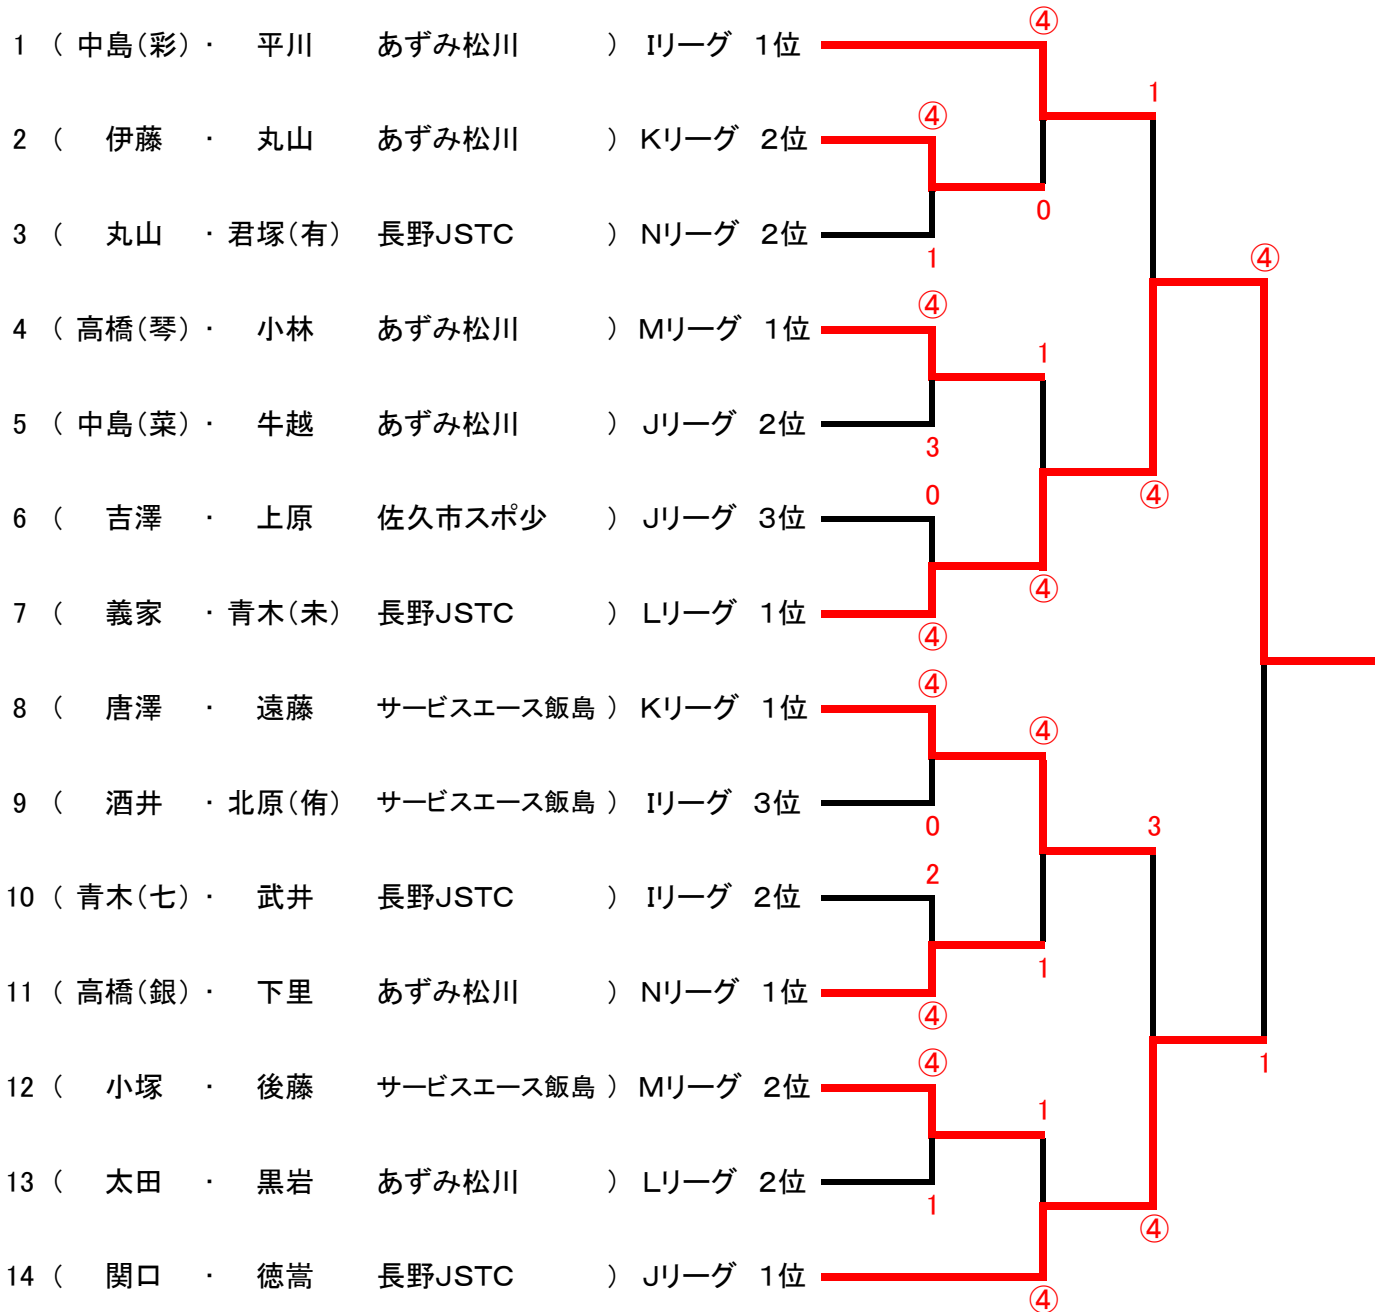 ④
1 ( 中島(彩) ・ 平川 あずみ松川 ) Iリーグ 1位
1
④
2 ( 伊藤 ・ 丸山 あずみ松川 ) Kリーグ 2位
0
3 ( 丸山 ・ 君塚(有) 長野JSTC ) Nリーグ 2位
1 ④
④
4 ( 高橋(琴) ・ 小林 あずみ松川 ) Mリーグ 1位
1
5 ( 中島(菜) ・ 牛越 あずみ松川 ) Jリーグ 2位
3
0 ④
6 ( 吉澤 ・ 上原 佐久市スポ少 ) Jリーグ 3位
④
7 ( 義家 ・ 青木(未) 長野JSTC ) Lリーグ 1位
④
④
8 ( 唐澤 ・ 遠藤 サービスエース飯島 ) Kリーグ 1位
④
9 ( 酒井 ・ 北原(侑) サービスエース飯島 ) Iリーグ 3位
0 3
2
10 ( 青木(七) ・ 武井 長野JSTC ) Iリーグ 2位
1
11 ( 高橋(銀) ・ 下里 あずみ松川 ) Nリーグ 1位
④
④ 1
12 ( 小塚 ・ 後藤 サービスエース飯島 ) Mリーグ 2位
1
13 ( 太田 ・ 黒岩 あずみ松川 ) Lリーグ 2位
1
④
14 ( 関口 ・ 徳嵩 長野JSTC ) Jリーグ 1位
④